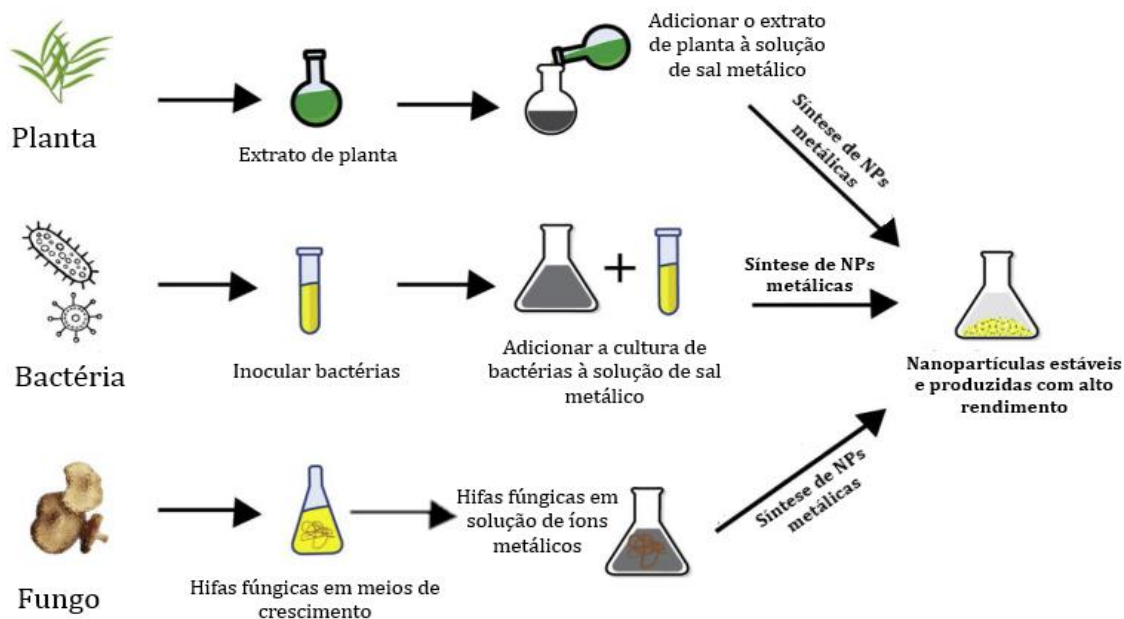 Planta
Extrato de planta
Adicionar o extrato
de planta à solução
de sal metálico
Síntese de NPs
metálicas
Bactéria
Inocular bactérias
+
Adicionar a cultura de
bactérias à solução de sal
metálico
Síntese de NPs
metálicas
Nanopartículas estáveis
e produzidas com alto
rendimento
Fungo
Hifas fúngicas em meios de
crescimento
Hifas fúngicas em
solução de íons
metálicos
Síntese de NPs
metálicas